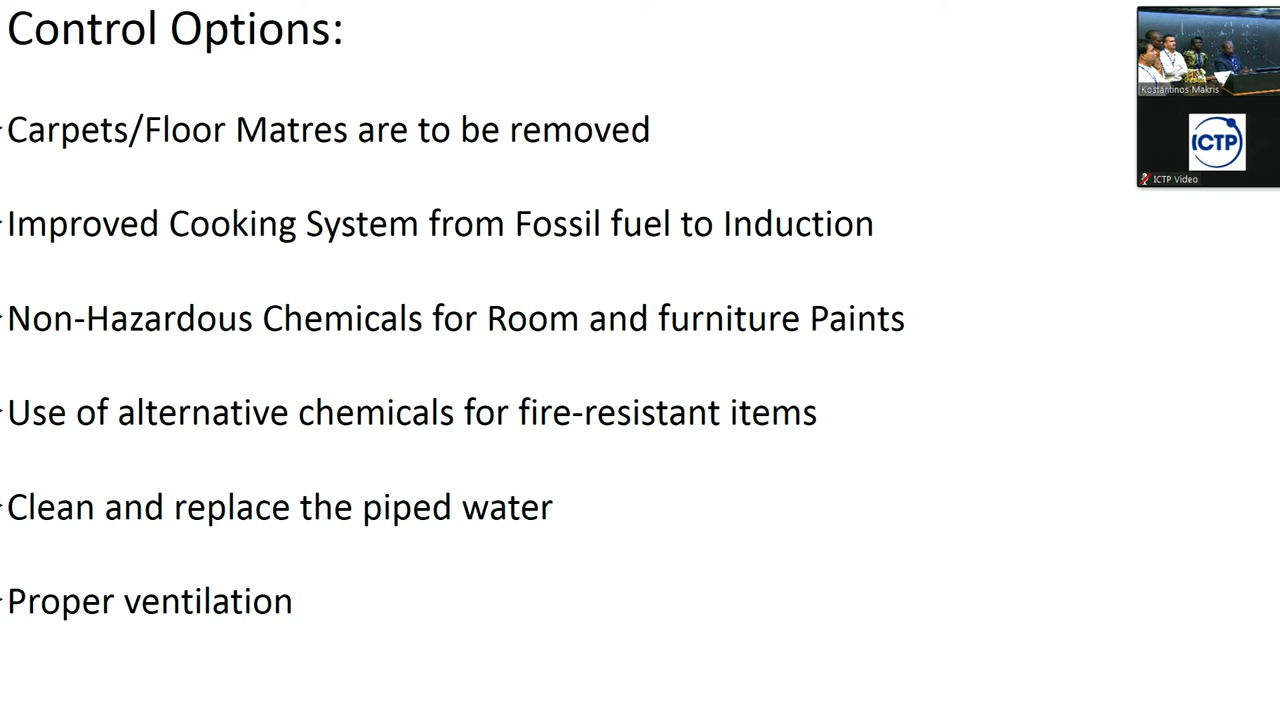 Control Options:
Carpets/Floor Matres are to be removed
Improved Cooking System from Fossil fuel to Induction
Non-Hazardous Chemicals for Room and furniture Paints
Use of alternative chemicals for fire-resistant items
Clean and replace the piped water
Proper ventilation
Kostantinos Makris
ICTP
ICTP Video